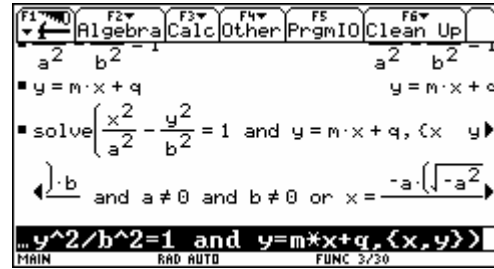 F1 F2 Algebra F3 Calc F4 Other F5 PrgmIO F6 Clean Up
a² b² - 1 a² b²
▪ y = m·x + q y = m·x + q
▪ solve(x²/a² - y²/b² = 1 and y = m·x + q, {x y▶
◀)·b and a ≠ 0 and b ≠ 0 or x = -a·(√-a²▶
…y^2/b^2=1 and y=m*x+q,{x,y})
MAIN RAD AUTO FUNC 3/30